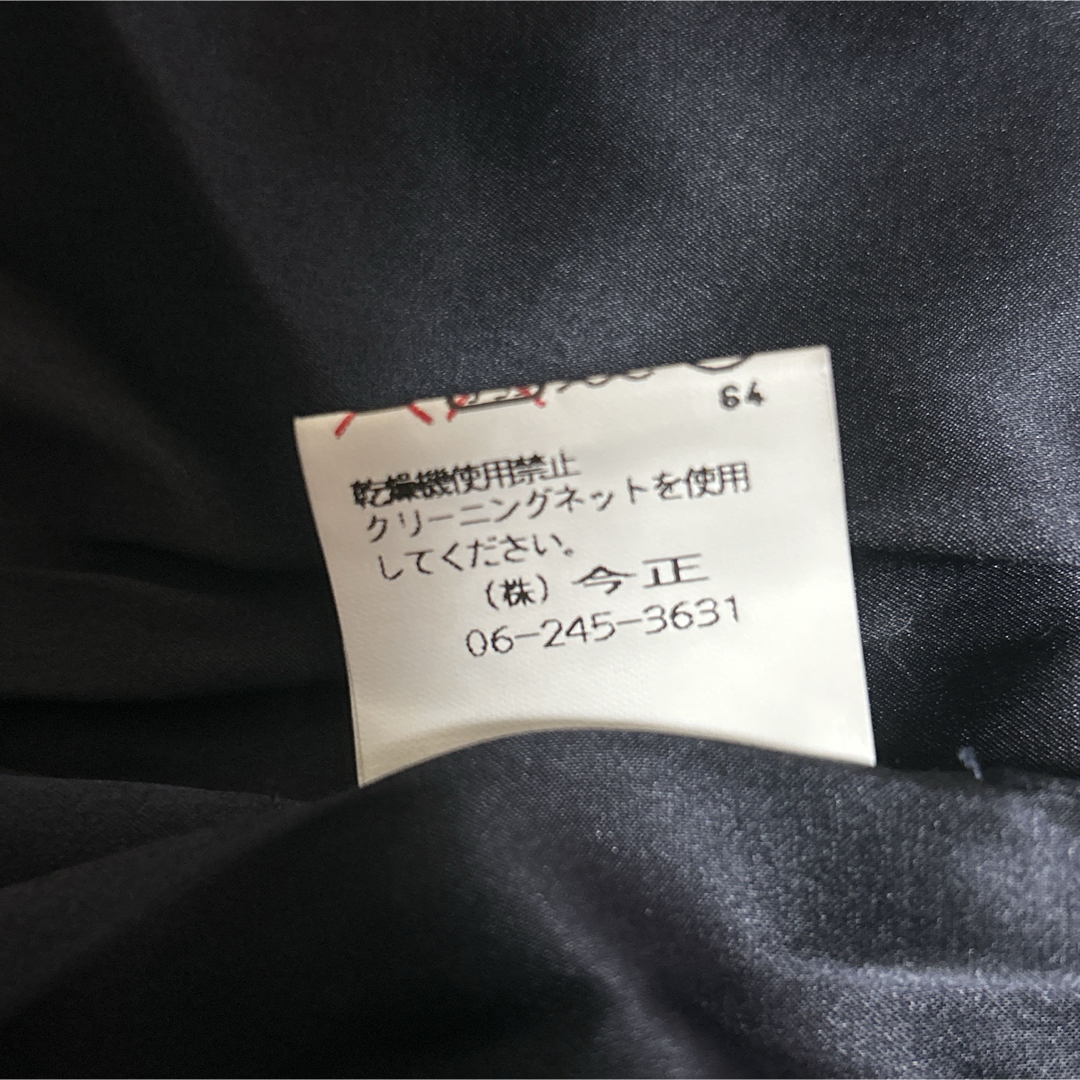 64
乾燥機使用禁止
クリーニングネットを使用
してください。
(株) 今正
06-245-3631